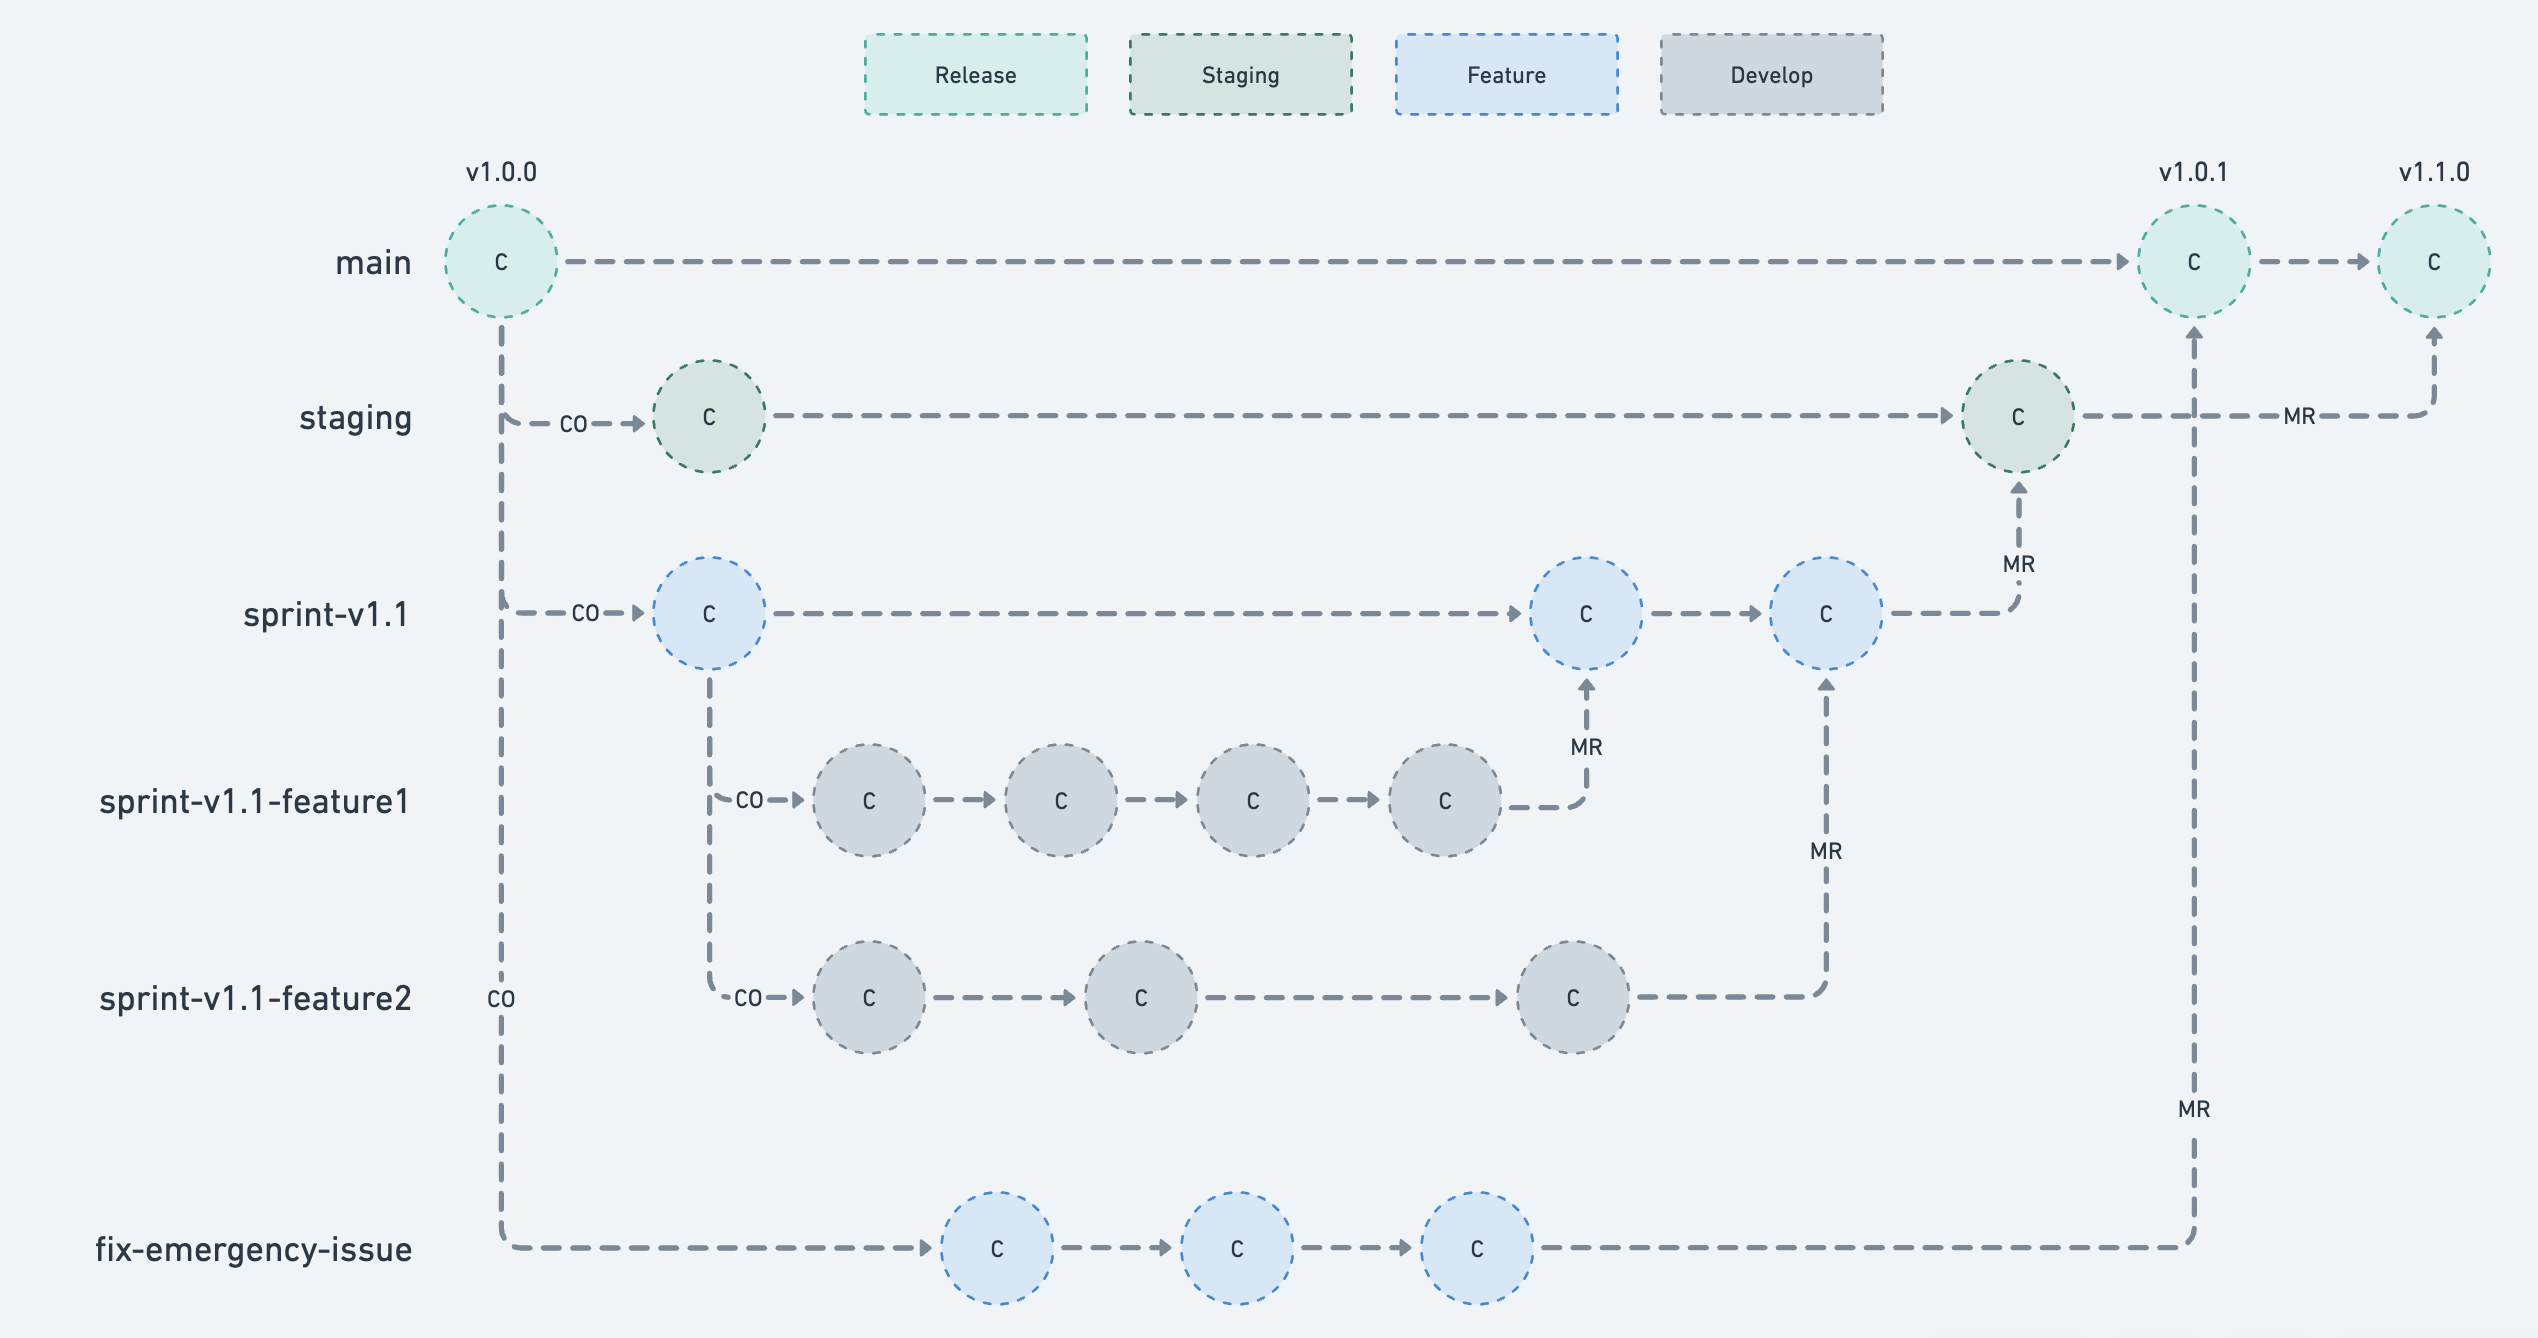 Release Staging Feature Develop
v1.0.0 v1.0.1 v1.1.0
main C C C
staging CO C C MR
MR
sprint-v1.1 CO C C C
MR
sprint-v1.1-feature1 CO C C C C
MR
sprint-v1.1-feature2 CO CO C C C
MR
fix-emergency-issue C C C